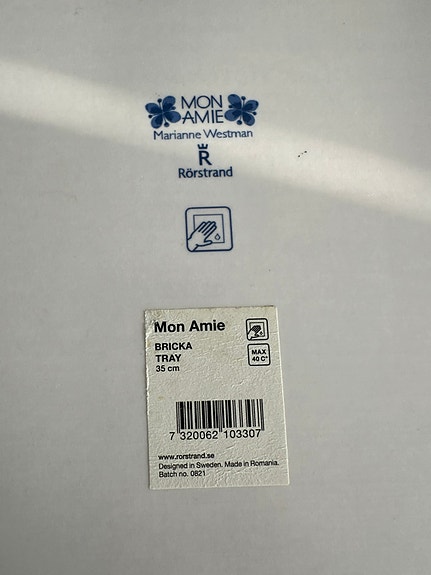 MON
AMIE
Marianne Westman
R
Rörstrand
Mon Amie
BRICKA
TRAY
35 cm
MAX
40 C°
7 320062 103307
www.rorstrand.se
Designed in Sweden. Made in Romania.
Batch no. 0821